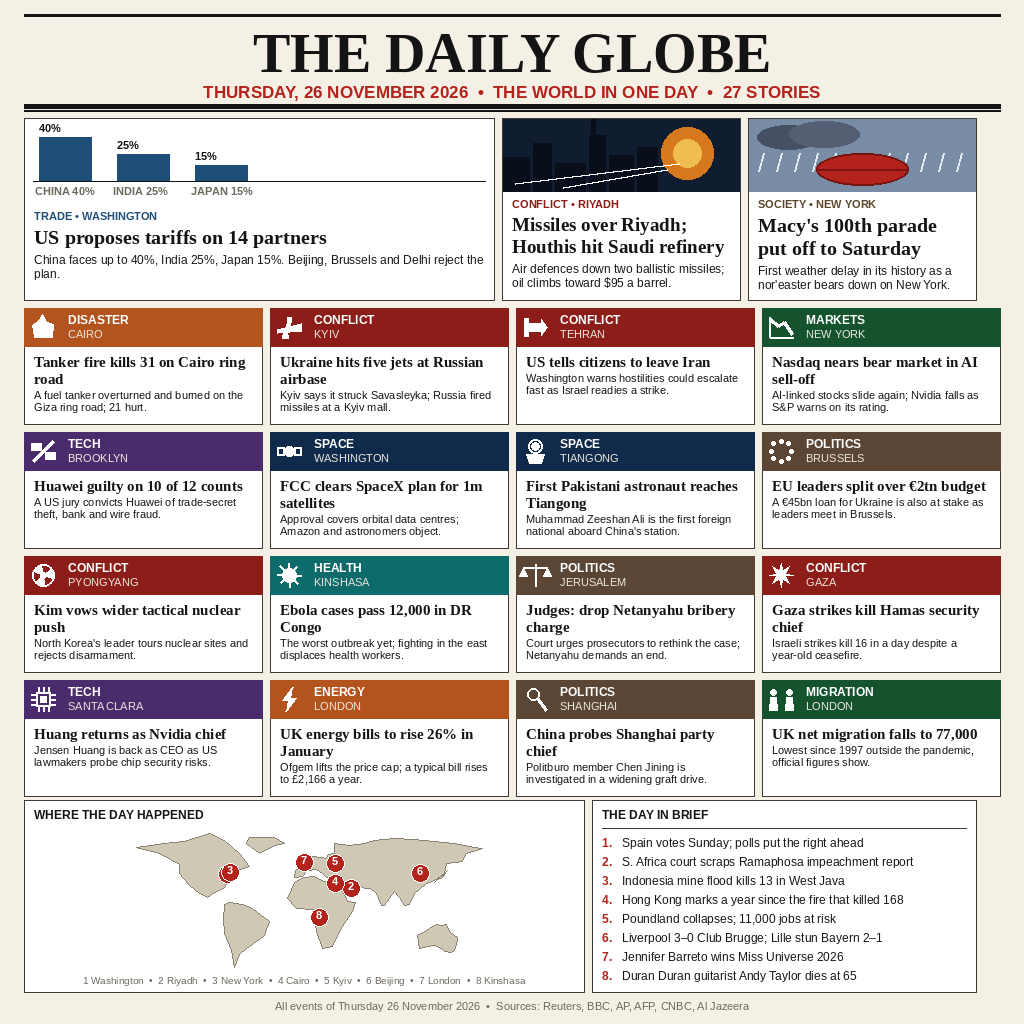 THE DAILY GLOBE
THURSDAY, 26 NOVEMBER 2026 • THE WORLD IN ONE DAY • 27 STORIES
40%
25%
15%
CHINA 40%
INDIA 25%
JAPAN 15%
TRADE • WASHINGTON
US proposes tariffs on 14 partners
China faces up to 40%, India 25%, Japan 15%. Beijing, Brussels and Delhi reject the
plan.
CONFLICT • RIYADH
Missiles over Riyadh;
Houthis hit Saudi refinery
Air defences down two ballistic missiles;
oil climbs toward $95 a barrel.
SOCIETY • NEW YORK
Macy's 100th parade
put off to Saturday
First weather delay in its history as a
nor'easter bears down on New York.
DISASTER
CAIRO
Tanker fire kills 31 on Cairo ring
road
A fuel tanker overturned and burned on the
Giza ring road; 21 hurt.
CONFLICT
KYIV
Ukraine hits five jets at Russian
airbase
Kyiv says it struck Savasleyka; Russia fired
missiles at a Kyiv mall.
CONFLICT
TEHRAN
US tells citizens to leave Iran
Washington warns hostilities could escalate
fast as Israel readies a strike.
MARKETS
NEW YORK
Nasdaq nears bear market in AI
sell-off
AI-linked stocks slide again; Nvidia falls as
S&P warns on its rating.
TECH
BROOKLYN
Huawei guilty on 10 of 12 counts
A US jury convicts Huawei of trade-secret
theft, bank and wire fraud.
SPACE
WASHINGTON
FCC clears SpaceX plan for 1m
satellites
Approval covers orbital data centres;
Amazon and astronomers object.
SPACE
TIANGONG
First Pakistani astronaut reaches
Tiangong
Muhammad Zeeshan Ali is the first foreign
national aboard China's station.
POLITICS
BRUSSELS
EU leaders split over €2tn budget
A €45bn loan for Ukraine is also at stake as
leaders meet in Brussels.
CONFLICT
PYONGYANG
Kim vows wider tactical nuclear
push
North Korea's leader tours nuclear sites and
rejects disarmament.
HEALTH
KINSHASA
Ebola cases pass 12,000 in DR
Congo
The worst outbreak yet; fighting in the east
displaces health workers.
POLITICS
JERUSALEM
Judges: drop Netanyahu bribery
charge
Court urges prosecutors to rethink the case;
Netanyahu demands an end.
CONFLICT
GAZA
Gaza strikes kill Hamas security
chief
Israeli strikes kill 16 in a day despite a
year-old ceasefire.
TECH
SANTA CLARA
Huang returns as Nvidia chief
Jensen Huang is back as CEO as US
lawmakers probe chip security risks.
ENERGY
LONDON
UK energy bills to rise 26% in
January
Ofgem lifts the price cap; a typical bill rises
to £2,166 a year.
POLITICS
SHANGHAI
China probes Shanghai party
chief
Politburo member Chen Jining is
investigated in a widening graft drive.
MIGRATION
LONDON
UK net migration falls to 77,000
Lowest since 1997 outside the pandemic,
official figures show.
WHERE THE DAY HAPPENED
3
7
5
4
2
6
8
1 Washington • 2 Riyadh • 3 New York • 4 Cairo • 5 Kyiv • 6 Beijing • 7 London • 8 Kinshasa
THE DAY IN BRIEF
1. Spain votes Sunday; polls put the right ahead
2. S. Africa court scraps Ramaphosa impeachment report
3. Indonesia mine flood kills 13 in West Java
4. Hong Kong marks a year since the fire that killed 168
5. Poundland collapses; 11,000 jobs at risk
6. Liverpool 3–0 Club Brugge; Lille stun Bayern 2–1
7. Jennifer Barreto wins Miss Universe 2026
8. Duran Duran guitarist Andy Taylor dies at 65
All events of Thursday 26 November 2026 • Sources: Reuters, BBC, AP, AFP, CNBC, Al Jazeera